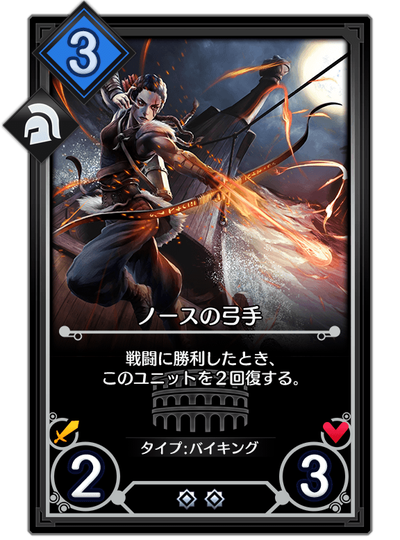 3
ノースの弓手
戦闘に勝利したとき、
このユニットを2回復する。
タイプ:バイキング
2
3